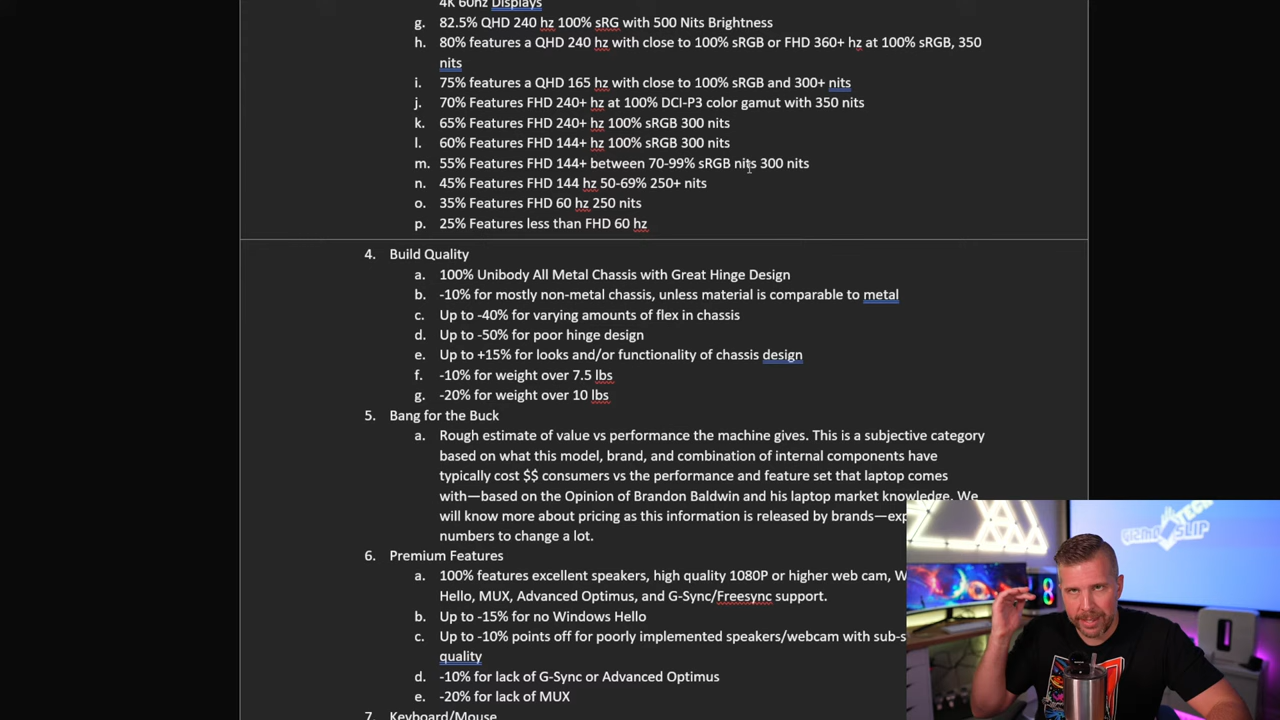 4K 60hz Displays
g. 82.5% QHD 240 hz 100% sRG with 500 Nits Brightness
h. 80% features a QHD 240 hz with close to 100% sRGB or FHD 360+ hz at 100% sRGB, 350
nits
i. 75% features a QHD 165 hz with close to 100% sRGB and 300+ nits
j. 70% Features FHD 240+ hz at 100% DCI-P3 color gamut with 350 nits
k. 65% Features FHD 240+ hz 100% sRGB 300 nits
l. 60% Features FHD 144+ hz 100% sRGB 300 nits
m. 55% Features FHD 144+ between 70-99% sRGB nits 300 nits
n. 45% Features FHD 144 hz 50-69% 250+ nits
o. 35% Features FHD 60 hz 250 nits
p. 25% Features less than FHD 60 hz
4. Build Quality
a. 100% Unibody All Metal Chassis with Great Hinge Design
b. -10% for mostly non-metal chassis, unless material is comparable to metal
c. Up to -40% for varying amounts of flex in chassis
d. Up to -50% for poor hinge design
e. Up to +15% for looks and/or functionality of chassis design
f. -10% for weight over 7.5 lbs
g. -20% for weight over 10 lbs
5. Bang for the Buck
a. Rough estimate of value vs performance the machine gives. This is a subjective category
based on what this model, brand, and combination of internal components have
typically cost $$ consumers vs the performance and feature set that laptop comes
with—based on the Opinion of Brandon Baldwin and his laptop market knowledge. We
will know more about pricing as this information is released by brands—exp
numbers to change a lot.
6. Premium Features
a. 100% features excellent speakers, high quality 1080P or higher web cam, W
Hello, MUX, Advanced Optimus, and G-Sync/Freesync support.
b. Up to -15% for no Windows Hello
c. Up to -10% points off for poorly implemented speakers/webcam with sub-s
quality
d. -10% for lack of G-Sync or Advanced Optimus
e. -20% for lack of MUX
7. Keyboard/Mouse
GizmoSlip
TECH
8